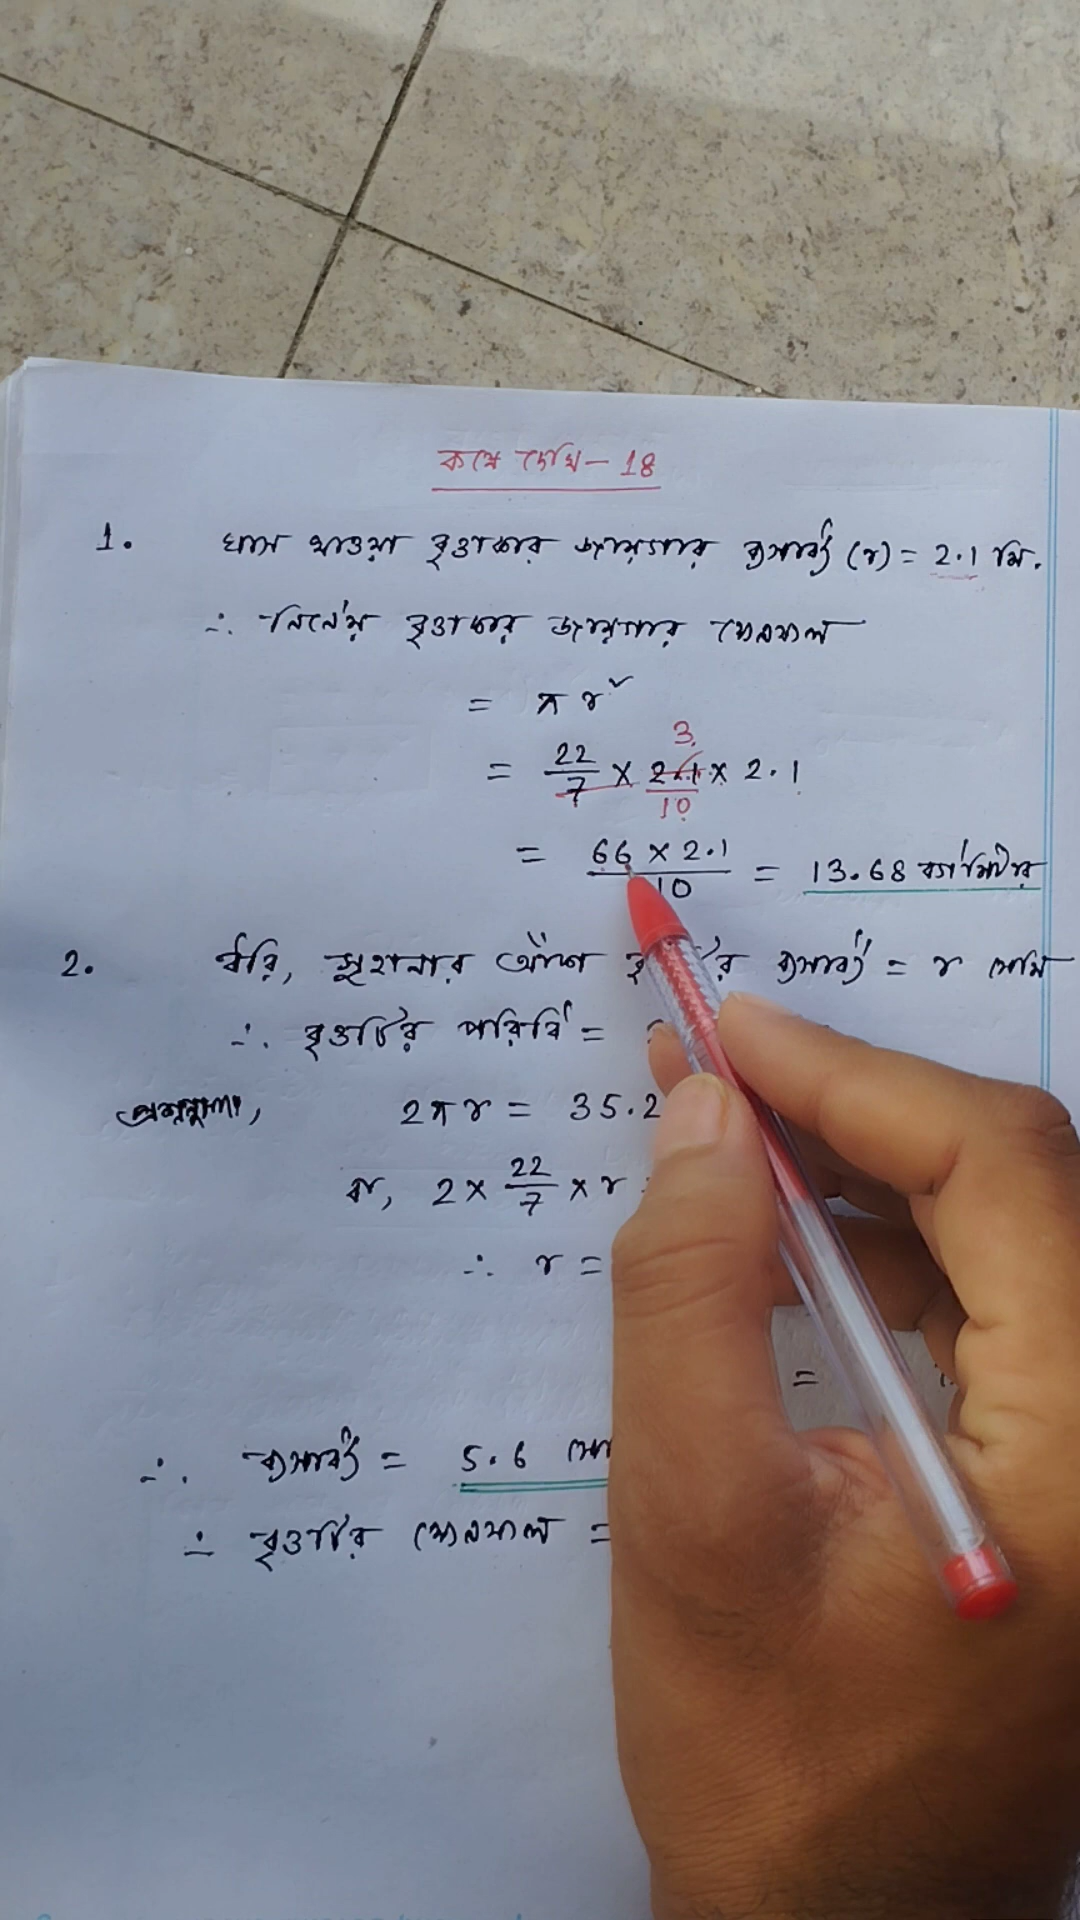 কষে দেখি - 18
1. ঘাস খাওয়া বৃত্তাকার জায়গার ব্যাসার্ধ (r) = 2.1 মি.
∴ নির্ণেয় বৃত্তাকার জায়গার ক্ষেত্রফল
= πr²
= 22/7 × 2.1/10 × 2.1
3
= 66 × 2.1/10 = 13.68 বর্গমিটার
2. ধরি, সুহানার আঁকা র ব্যাসার্ধ = r সেমি
∴ বৃত্তটির পরিধি =
প্রশ্নানুসারে, 2πr = 35.2
বা, 2 × 22/7 × r
∴ r =
=
∴ ব্যাসার্ধ = 5.6
∴ বৃত্তটির ক্ষেত্রফল =